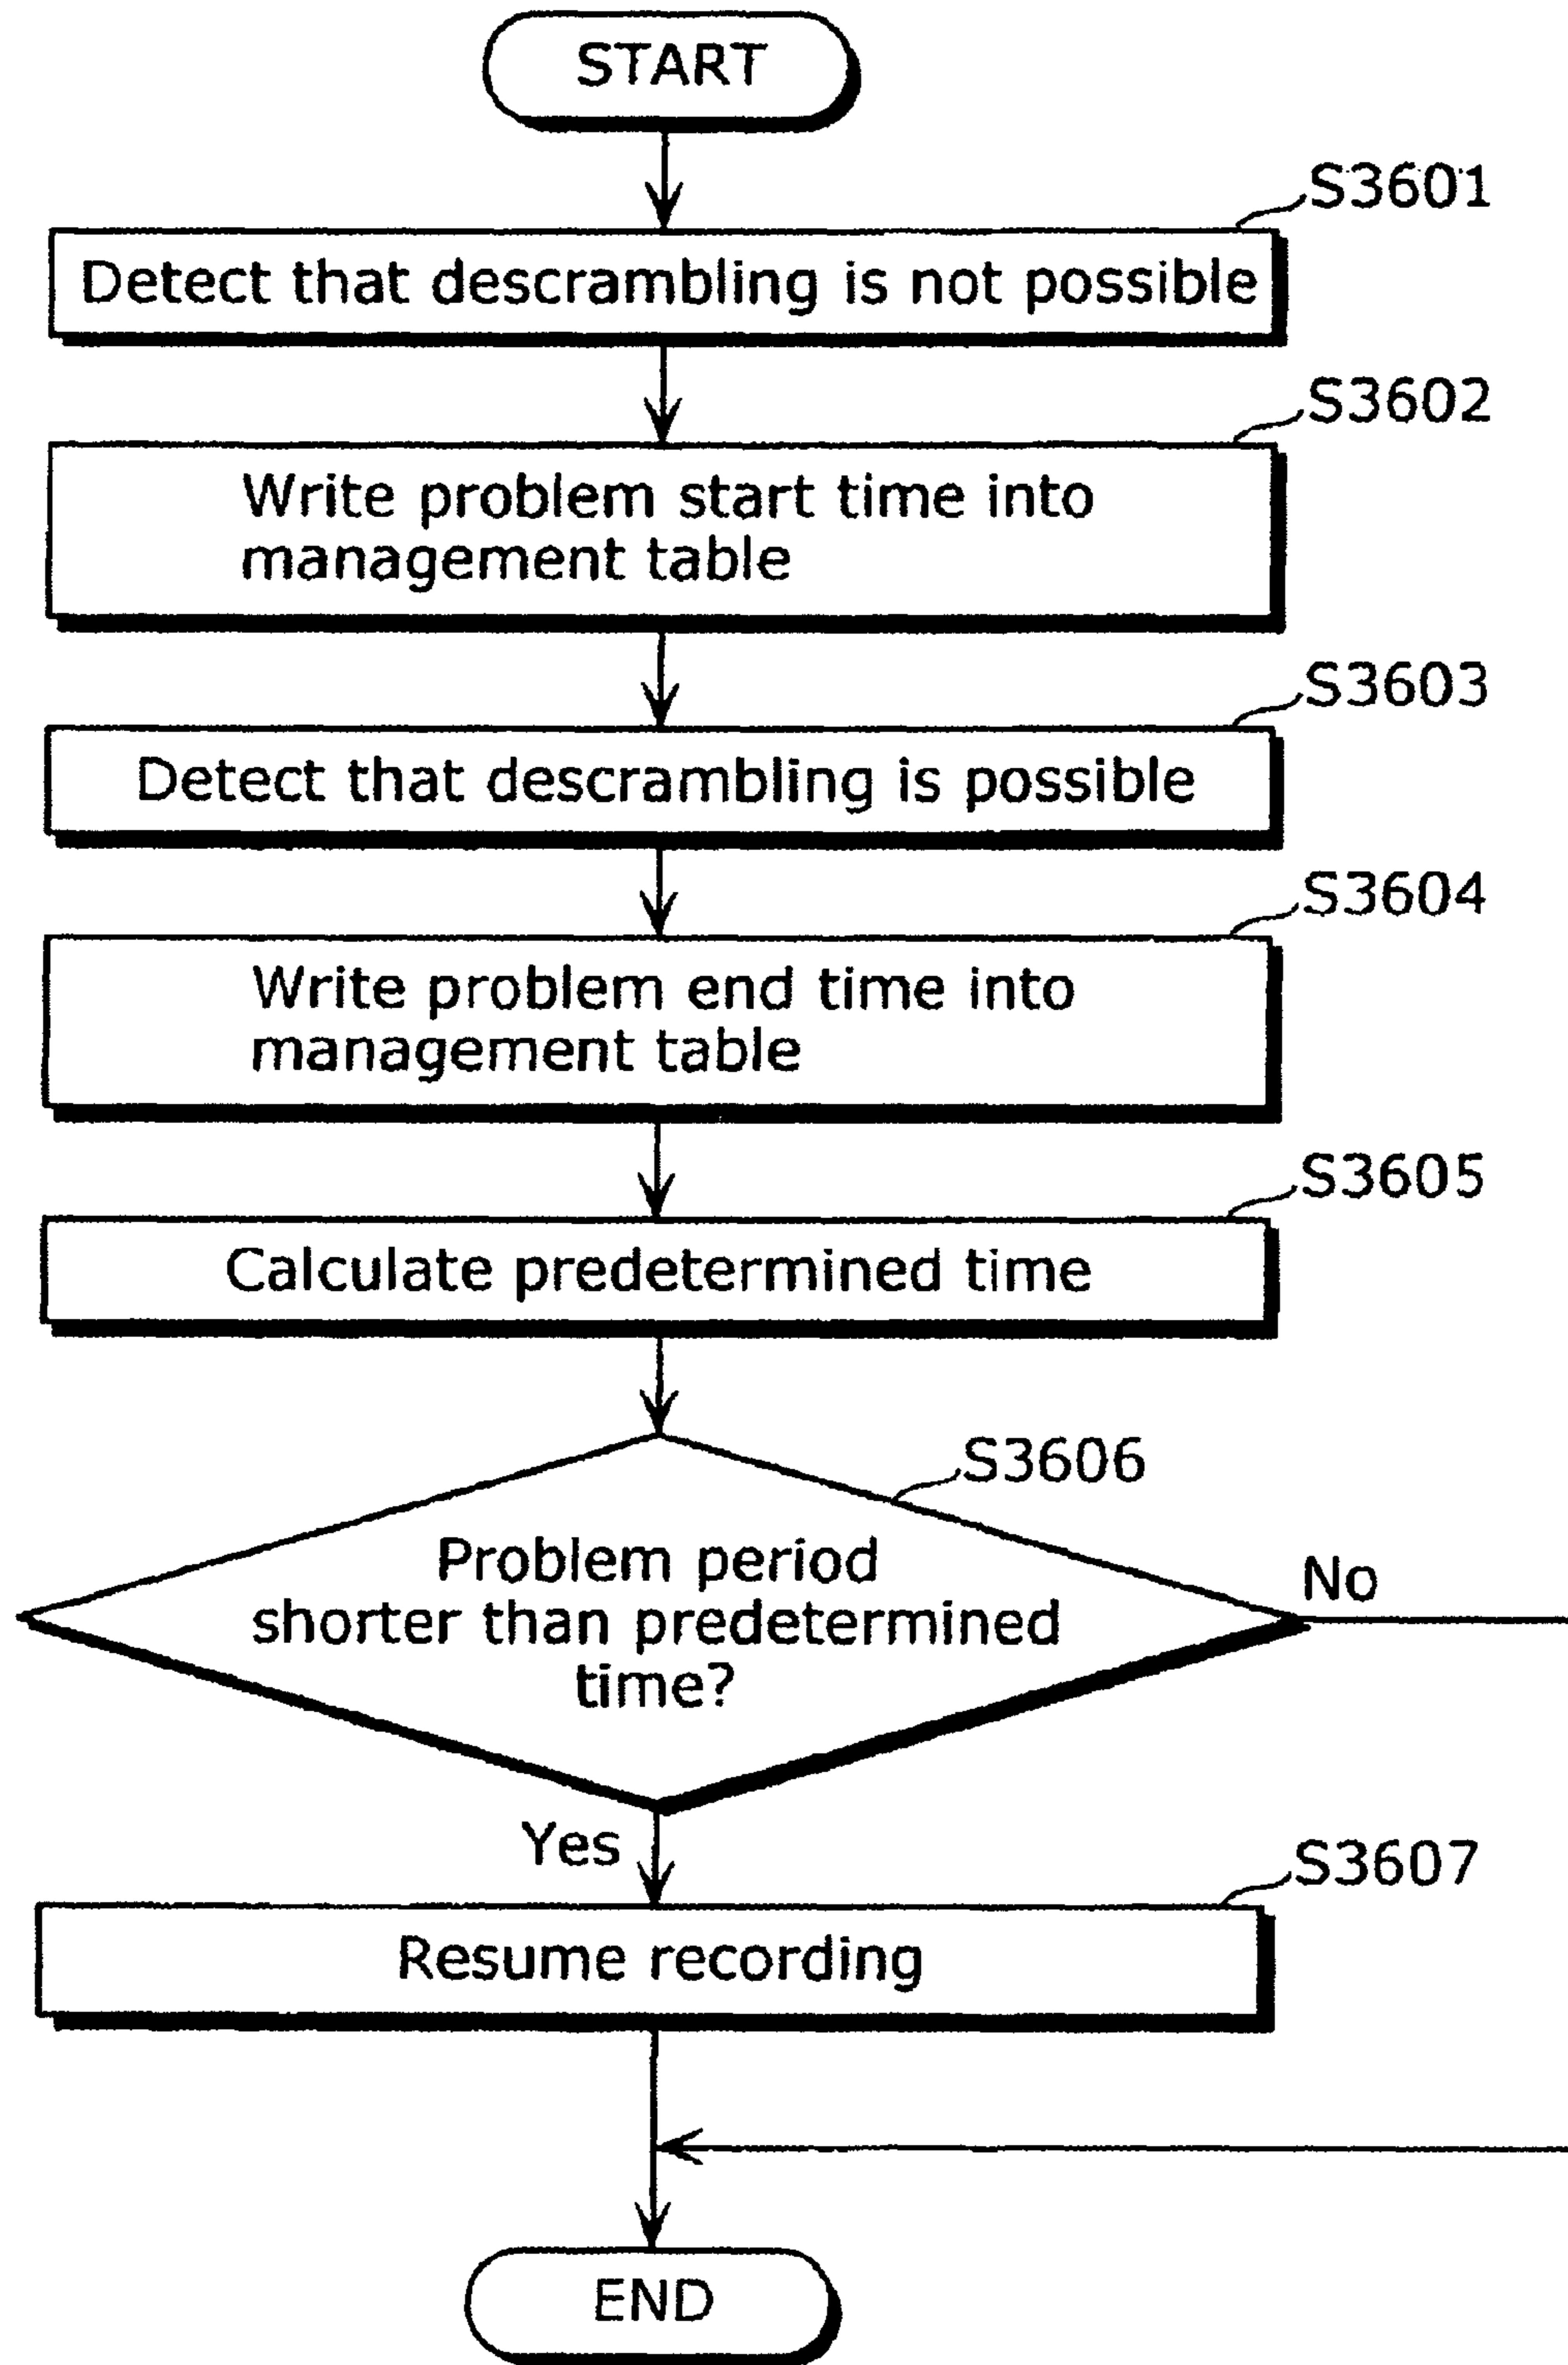 START
S3601
Detect that descrambling is not possible
S3602
Write problem start time into
management table
S3603
Detect that descrambling is possible
S3604
Write problem end time into
management table
S3605
Calculate predetermined time
S3606
Problem period
shorter than predetermined
time?
No
Yes
S3607
Resume recording
END